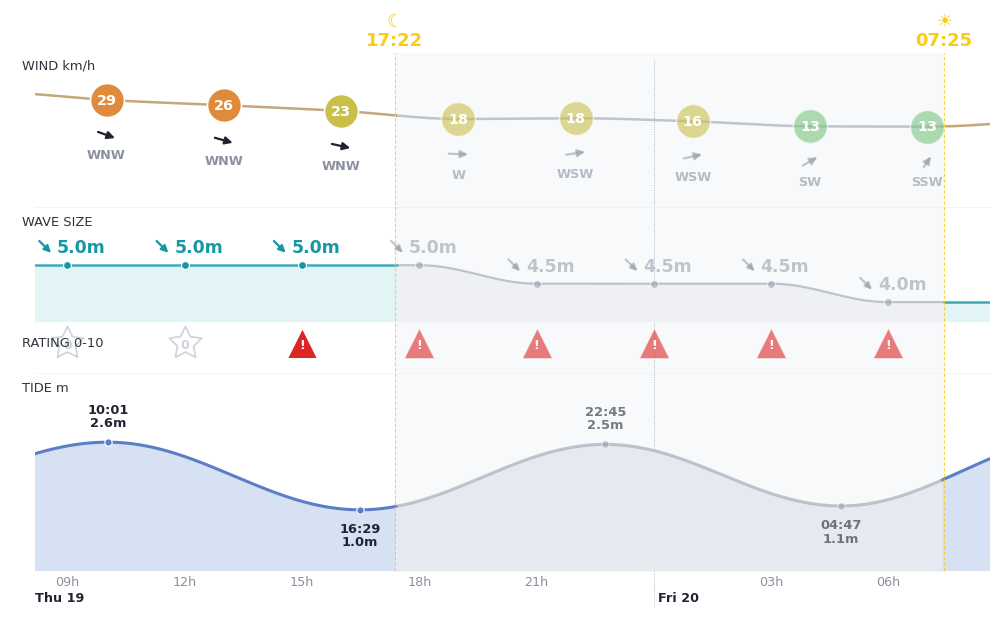 17:22 07:25
WIND km/h
29 26 23 18 18 16 13 13
WNW WNW WNW W WSW WSW SW SSW
WAVE SIZE
5.0m 5.0m 5.0m 5.0m 4.5m 4.5m 4.5m 4.0m
RATING 0-10
0 0 ! ! ! ! ! !
TIDE m
10:01 22:45
2.6m 2.5m
16:29 04:47
1.0m 1.1m
09h 12h 15h 18h 21h 03h 06h
Thu 19 Fri 20